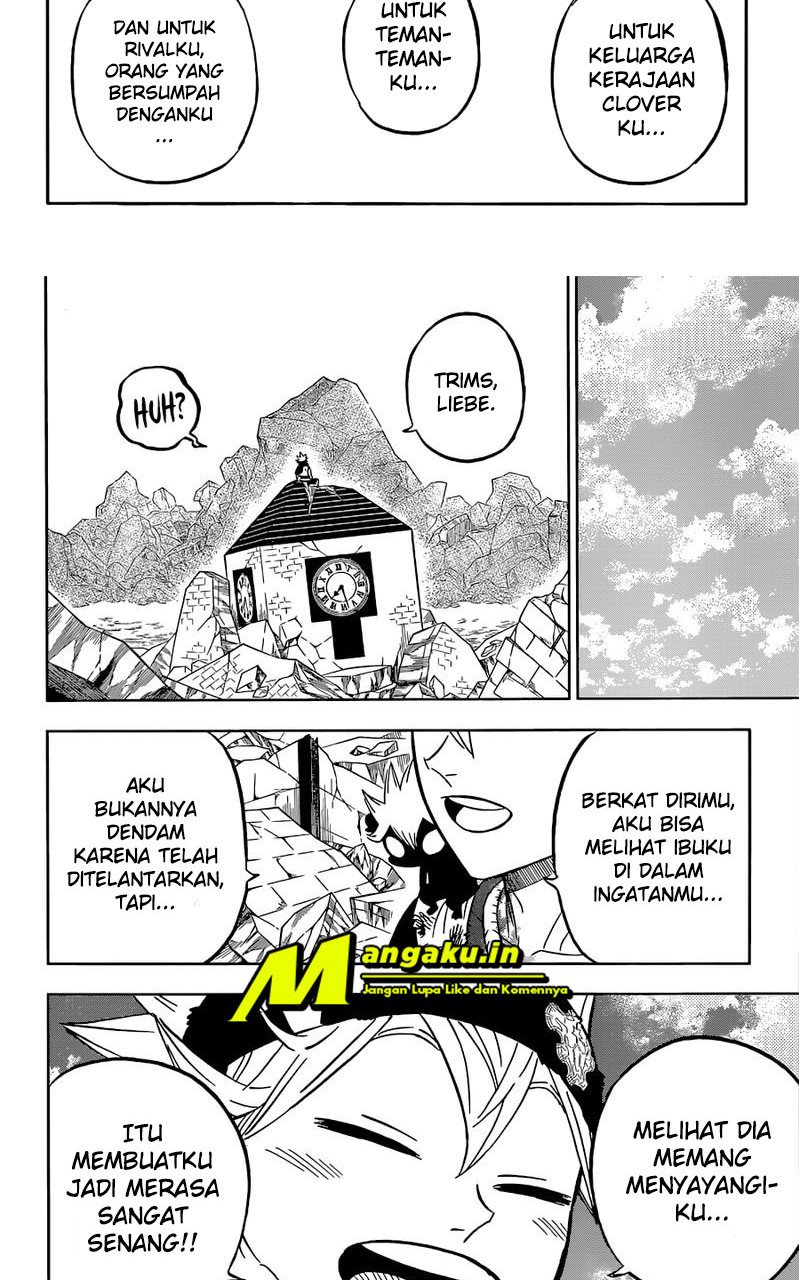 UNTUK
KELUARGA
KERAJAAN
CLOVER
KU...
UNTUK
TEMAN-
TEMAN-
KU...
DAN UNTUK
RIVALKU,
ORANG YANG
BERSUMPAH
DENGANKU
...
TRIMS,
LIEBE.
HUH?
BERKAT DIRIMU,
AKU BISA
MELIHAT IBUKU
DI DALAM
INGATANMU...
AKU
BUKANNYA
DENDAM
KARENA TELAH
DITELANTARKAN,
TAPI...
Mangaku.in
Jangan Lupa Like dan Komennya
MELIHAT DIA
MEMANG
MENYAYANGI-
KU...
ITU
MEMBUATKU
JADI MERASA
SANGAT
SENANG!!